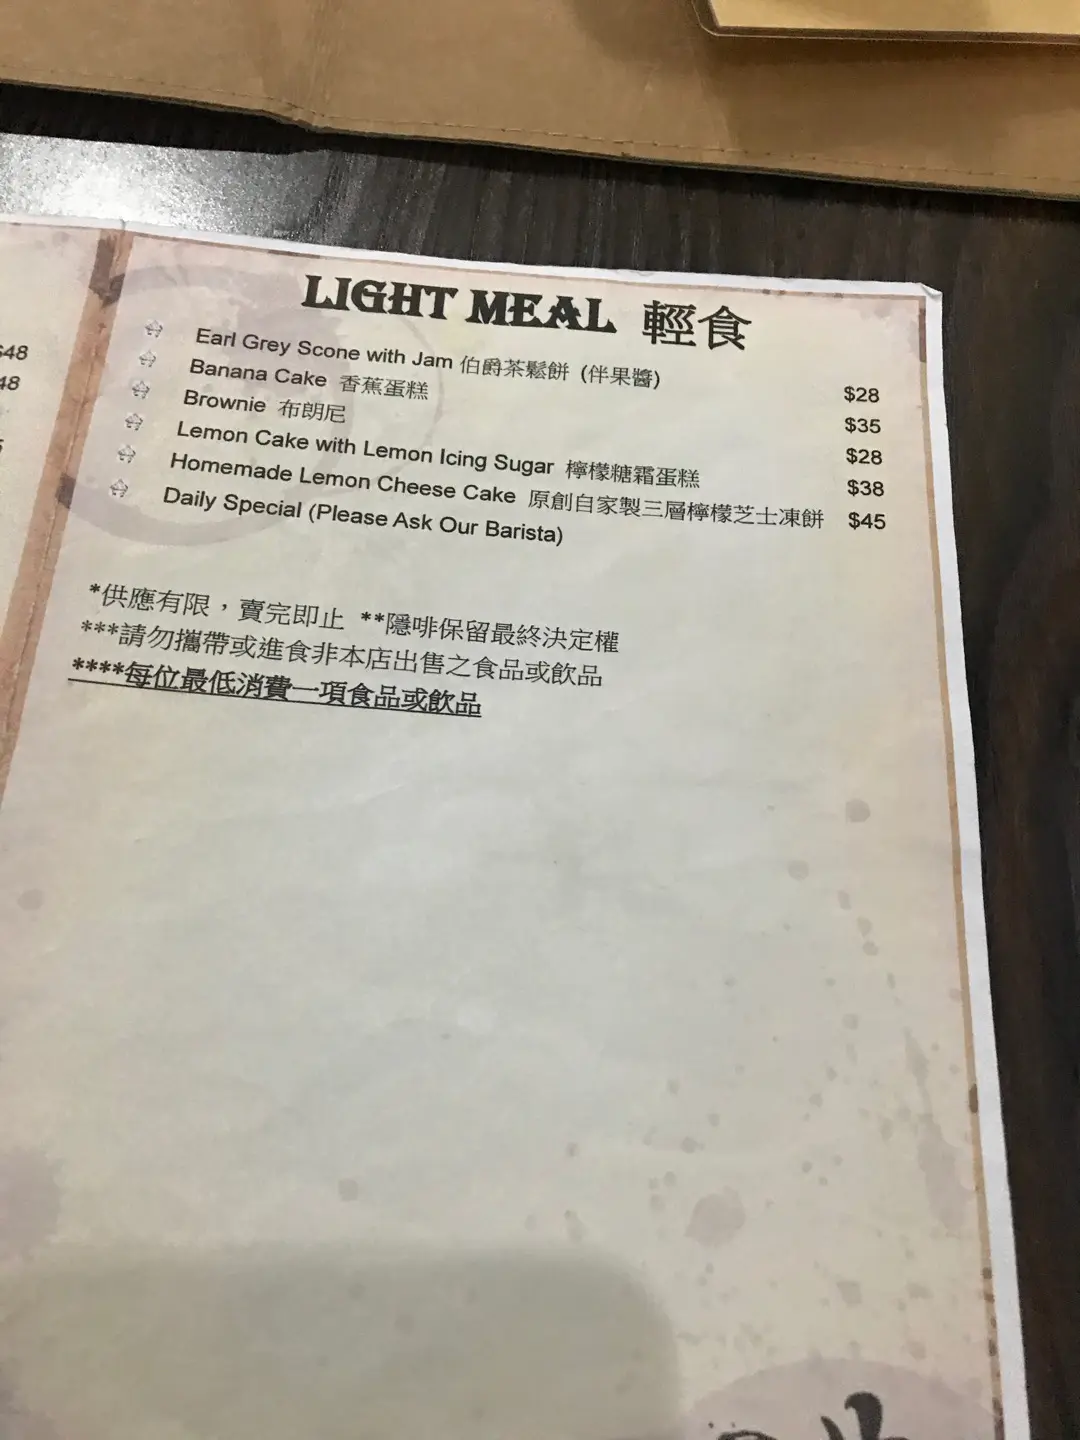 LIGHT MEAL 輕食
Earl Grey Scone with Jam 伯爵茶鬆餅 (伴果醬) $28
Banana Cake 香蕉蛋糕 $35
Brownie 布朗尼 $28
Lemon Cake with Lemon Icing Sugar 檸檬糖霜蛋糕 $38
Homemade Lemon Cheese Cake 原創自家製三層檸檬芝士凍餅 $45
Daily Special (Please Ask Our Barista)
*供應有限，賣完即止 **隱啡保留最終決定權
***請勿攜帶或進食非本店出售之食品或飲品
****每位最低消費一項食品或飲品
$48
48